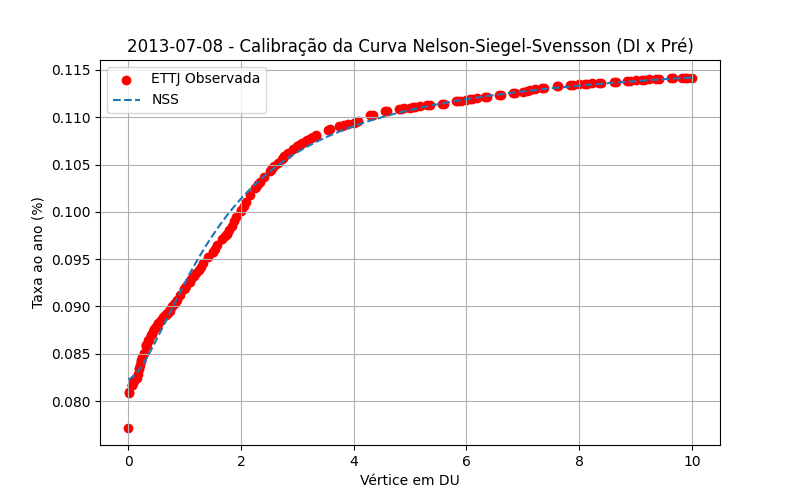 2013-07-08 - Calibração da Curva Nelson-Siegel-Svensson (DI x Pré)
ETTJ Observada
NSS
Taxa ao ano (%)
0.115
0.110
0.105
0.100
0.095
0.090
0.085
0.080
0 2 4 6 8 10
Vértice em DU